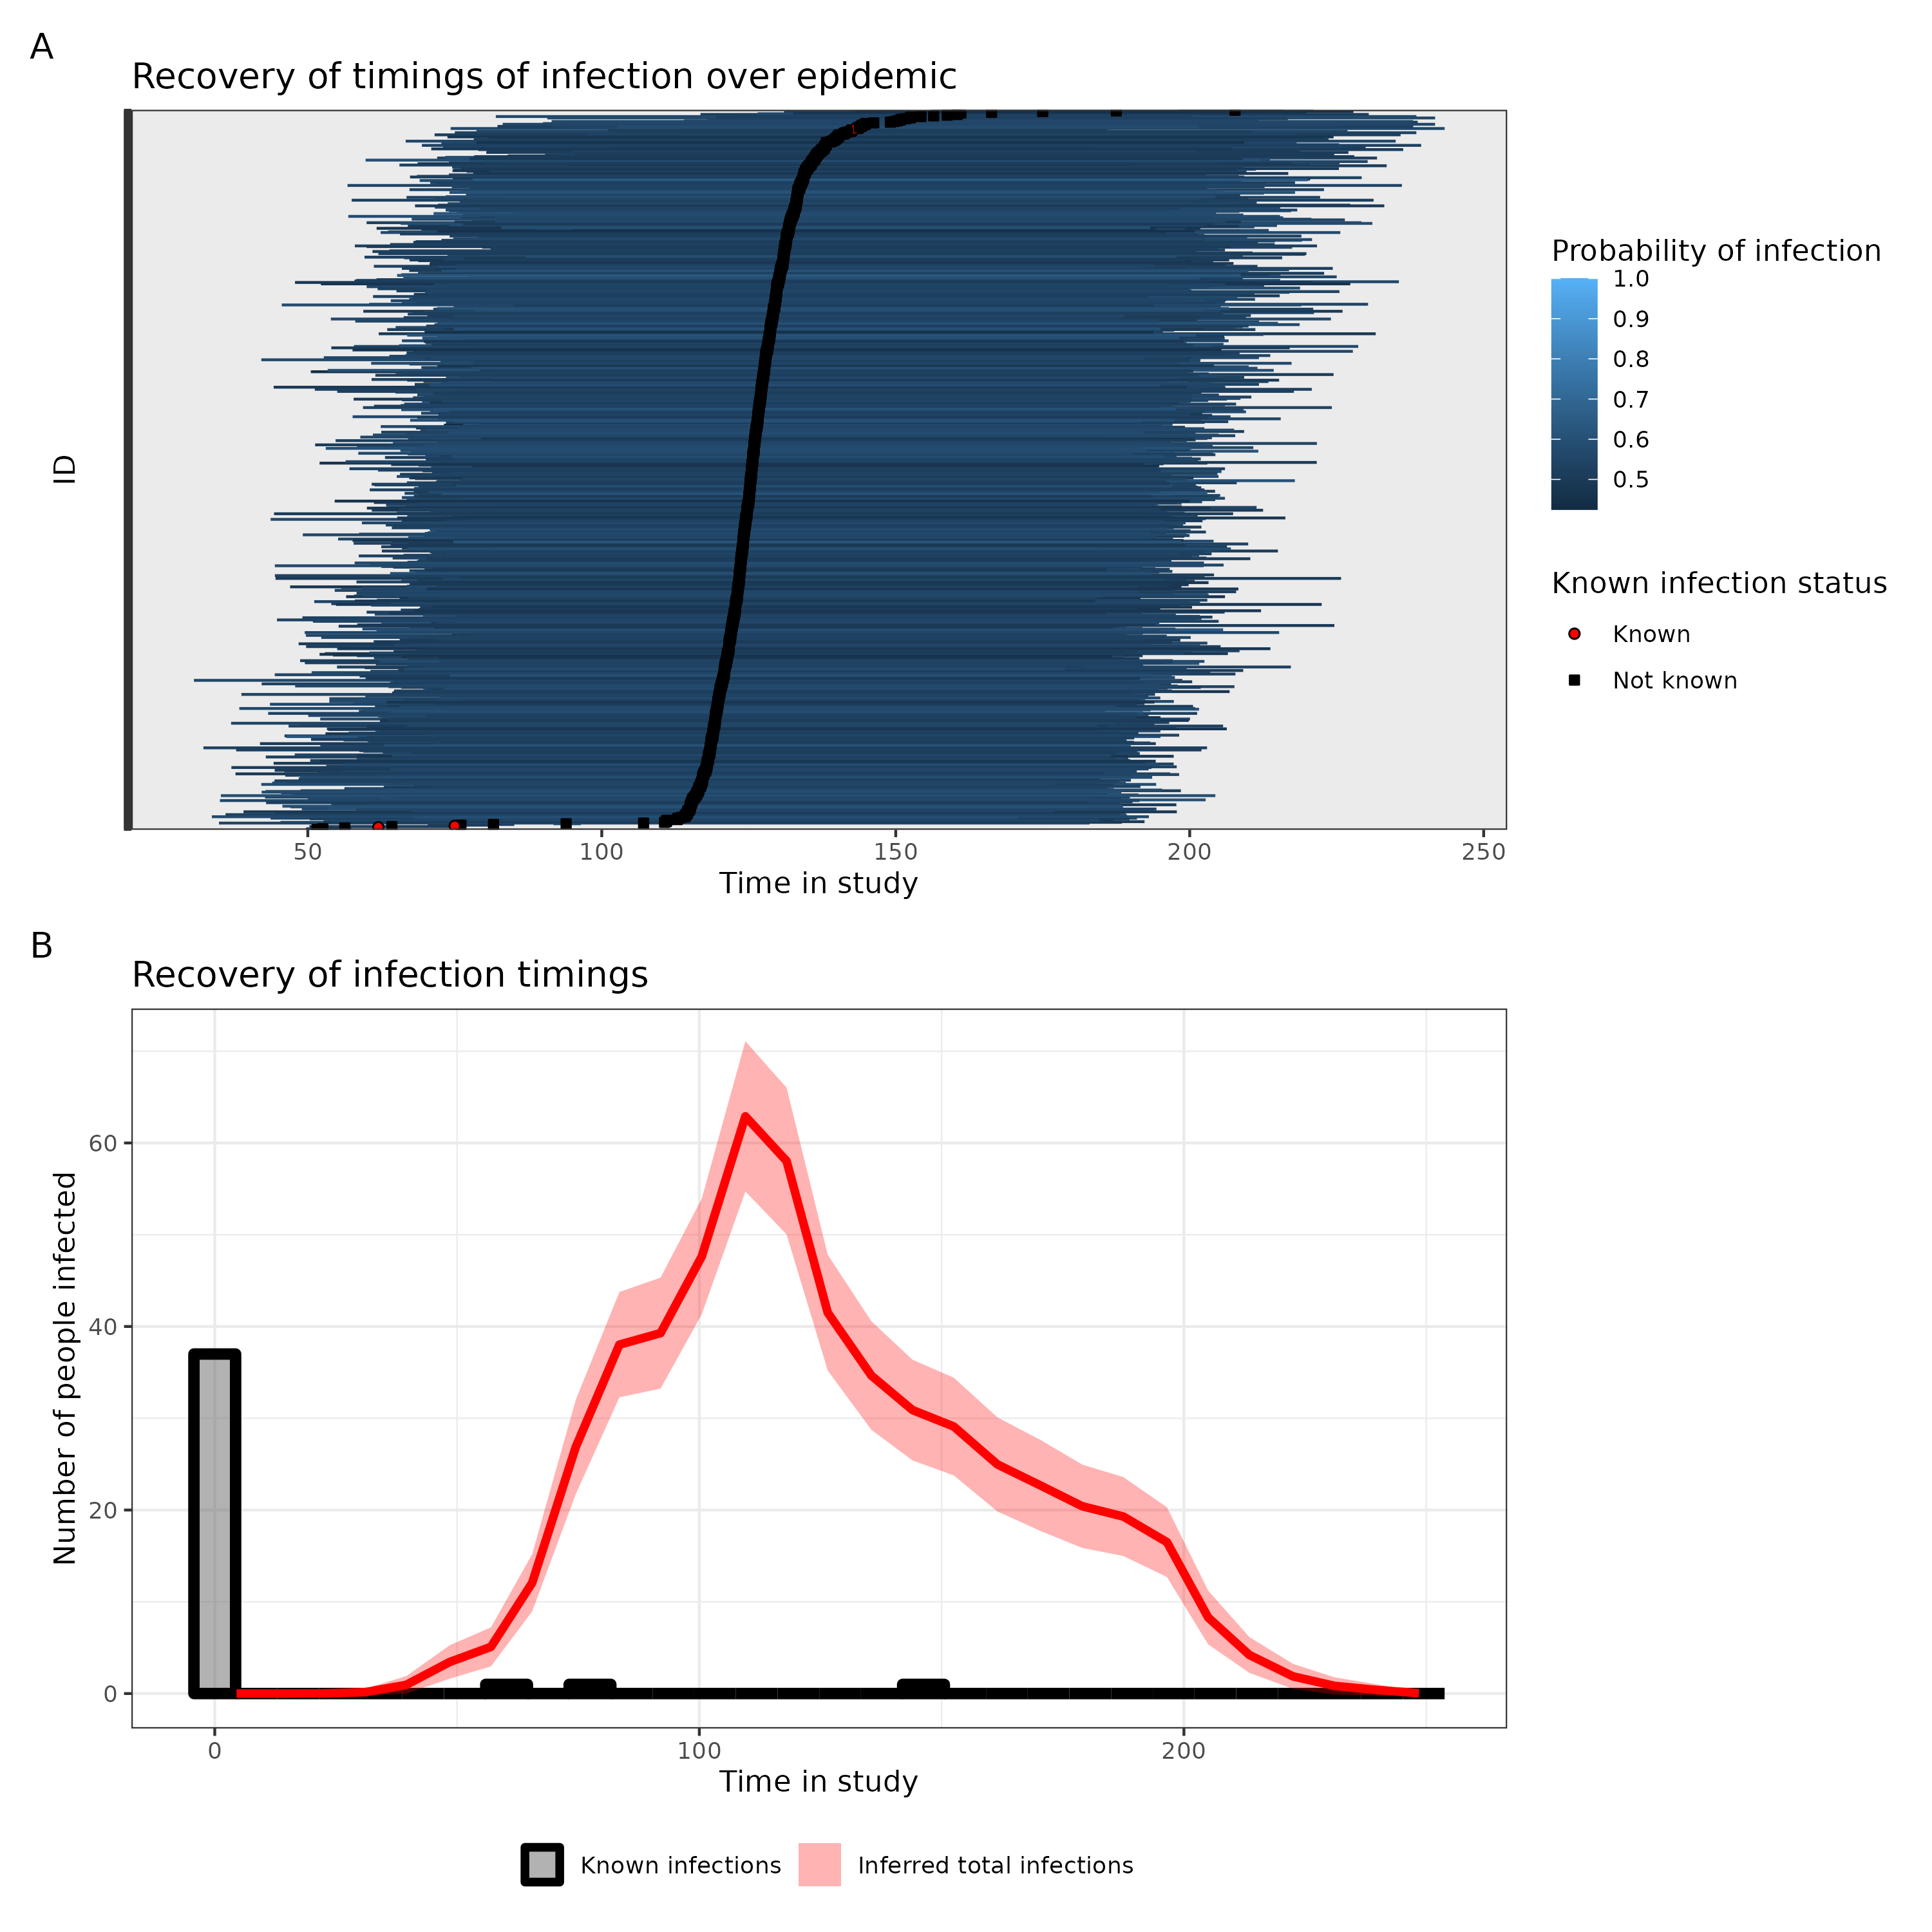 A
Recovery of timings of infection over epidemic
ID
50 100 150 200 250
Time in study
Probability of infection
1.0
0.9
0.8
0.7
0.6
0.5
Known infection status
Known
Not known
B
Recovery of infection timings
Number of people infected
60
40
20
0
0 100 200
Time in study
Known infections Inferred total infections